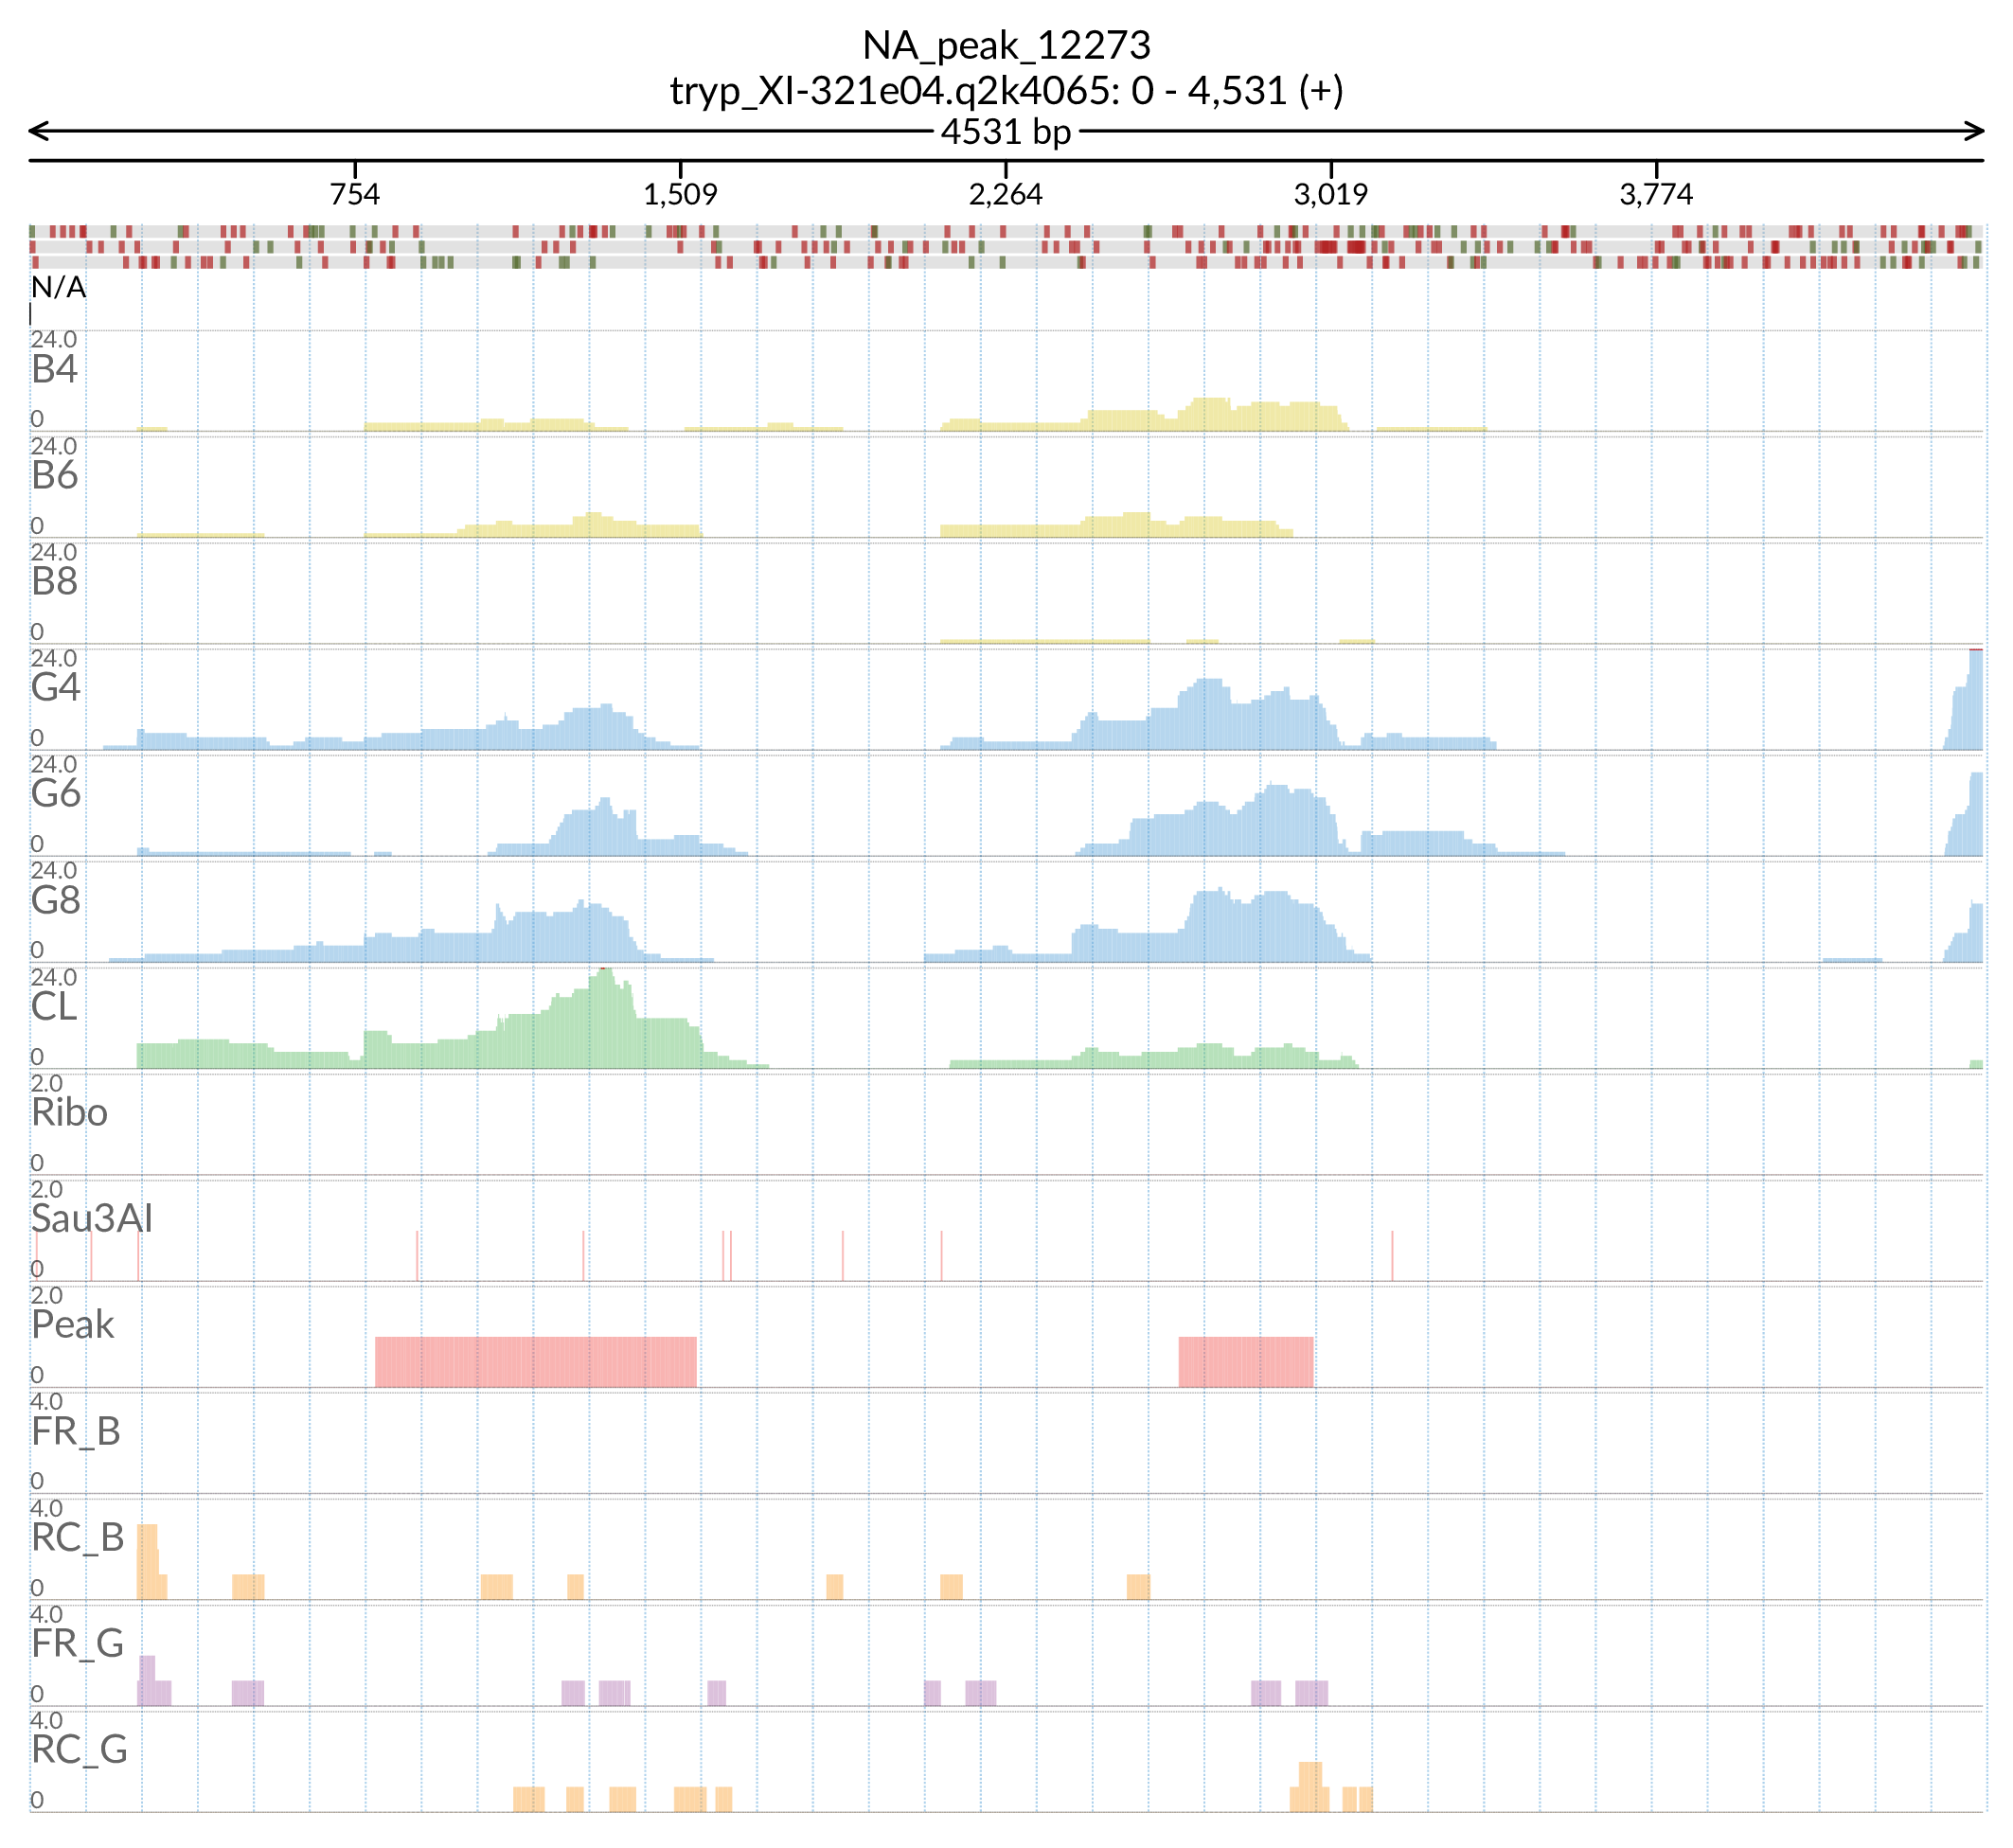 NA_peak_12273
tryp_XI-321e04.q2k4065: 0 - 4,531 (+)
4531 bp
754 1,509 2,264 3,019 3,774
N/A
24.0
B4
0
24.0
B6
0
24.0
B8
0
24.0
G4
0
24.0
G6
0
24.0
G8
0
24.0
CL
0
2.0
Ribo
0
2.0
Sau3AI
0
2.0
Peak
0
4.0
FR_B
0
4.0
RC_B
0
4.0
FR_G
0
4.0
RC_G
0